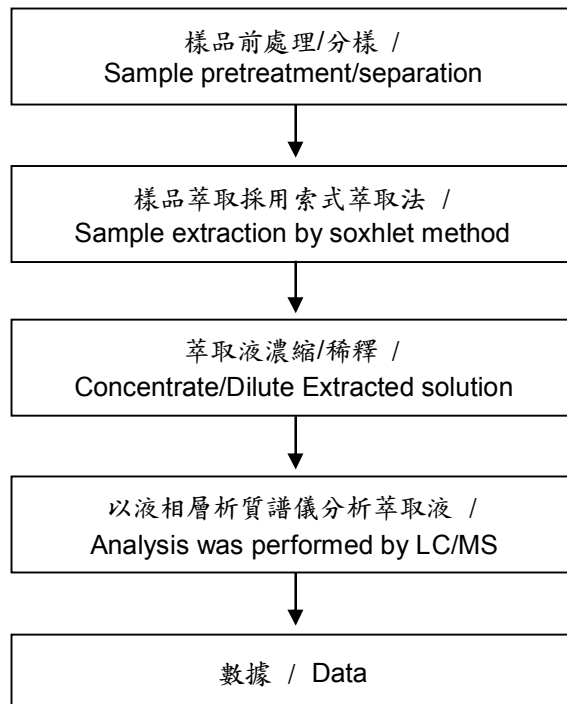 樣品前處理/分樣 /
Sample pretreatment/separation
樣品萃取採用索式萃取法 /
Sample extraction by soxhlet method
萃取液濃縮/稀釋 /
Concentrate/Dilute Extracted solution
以液相層析質譜儀分析萃取液 /
Analysis was performed by LC/MS
數據 / Data